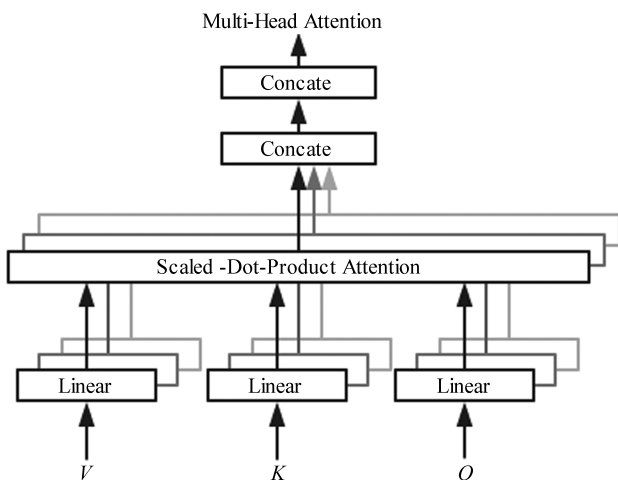 Multi-Head Attention
Concate
Concate
Scaled -Dot-Product Attention
Linear Linear Linear
V K O